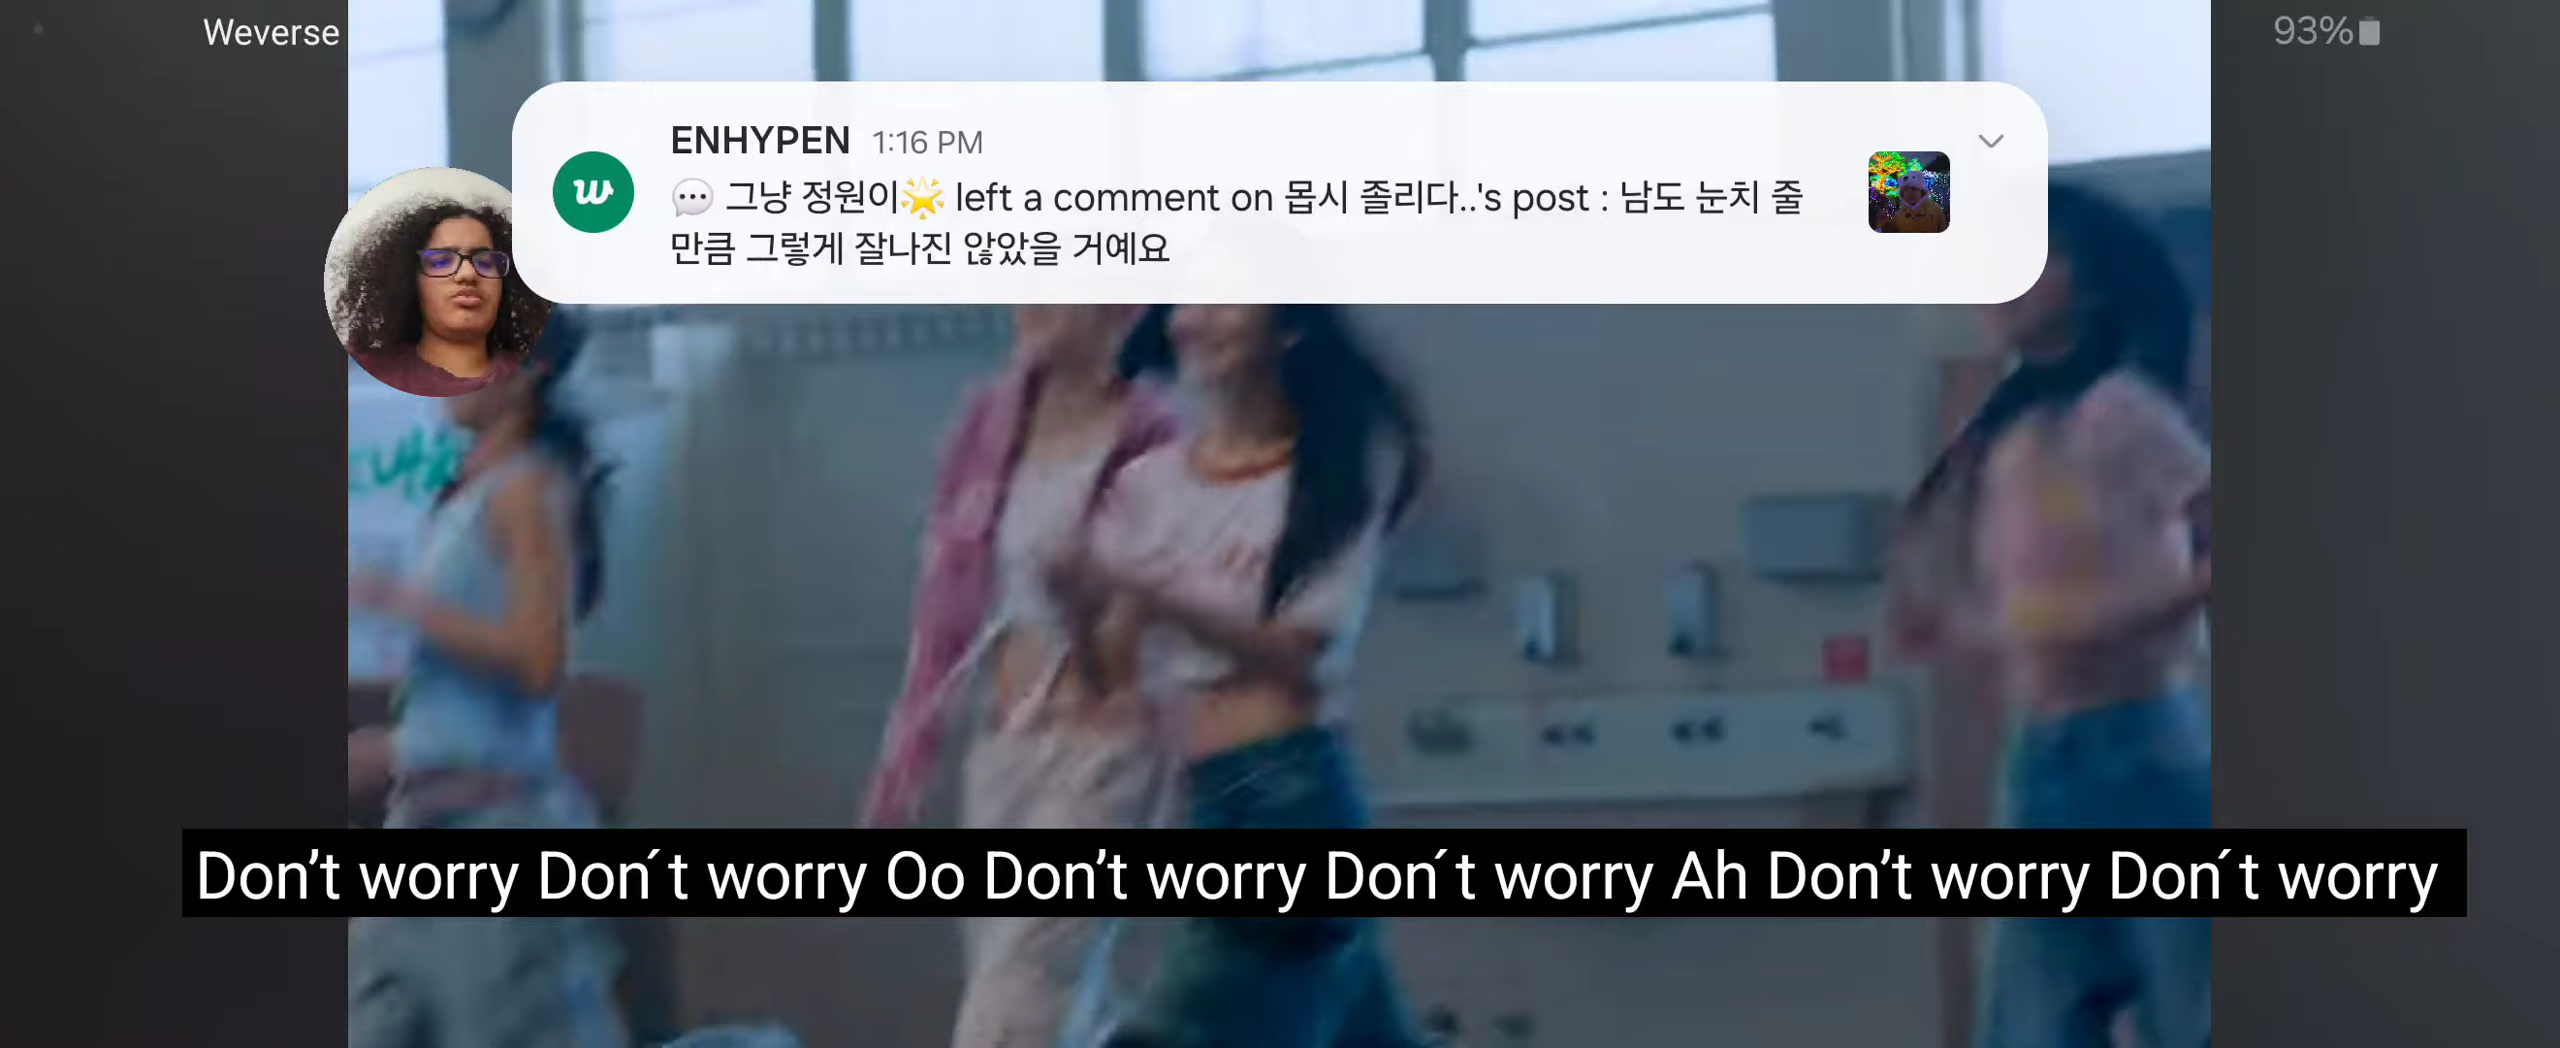 Weverse
93%
ENHYPEN 1:16 PM
💬 그냥 정원이🌟 left a comment on 몹시 졸리다..'s post : 남도 눈치 줄
만큼 그렇게 잘나진 않았을 거예요
Don’t worry Don´t worry Oo Don’t worry Don´t worry Ah Don’t worry Don´t worry